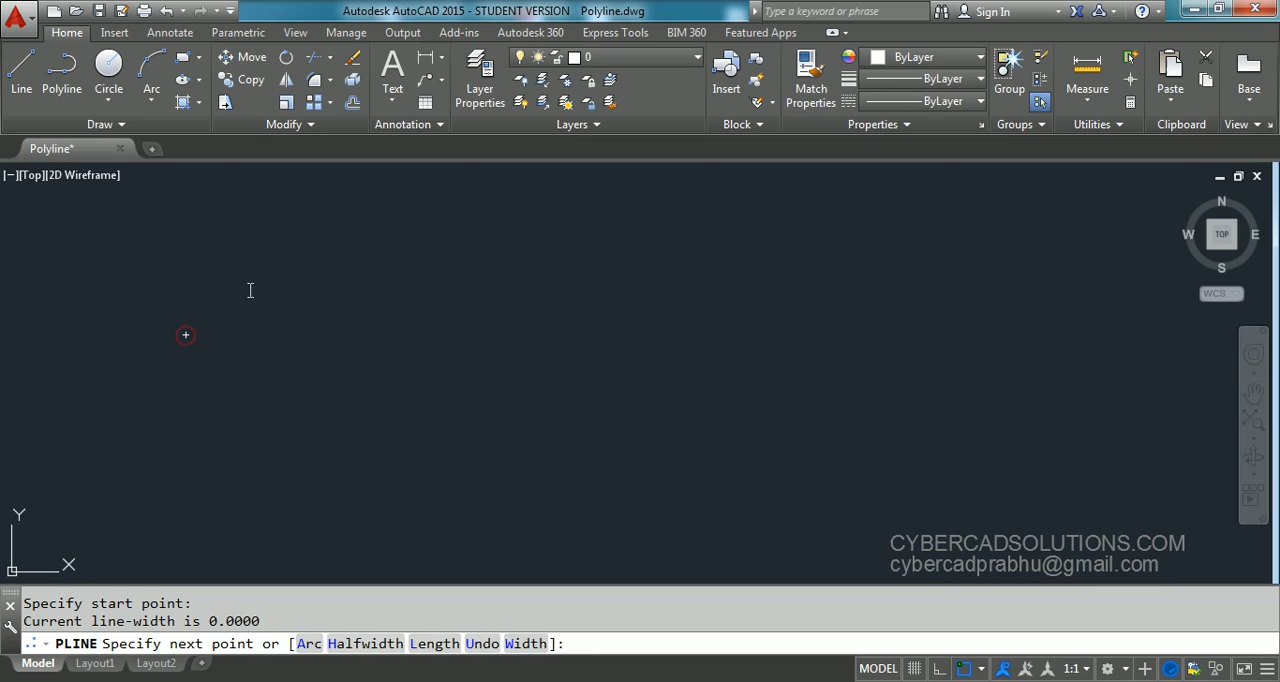 Autodesk AutoCAD 2015 - STUDENT VERSION Polyline.dwg
Type a keyword or phrase
Sign In
Home Insert Annotate Parametric View Manage Output Add-ins Autodesk 360 Express Tools BIM 360 Featured Apps
Line Polyline Circle Arc
Move
Copy
Text
Layer
Properties
0
Insert
Match
Properties
ByLayer
ByLayer
ByLayer
Group
Measure
Paste
Base
Draw Modify Annotation Layers Block Properties Groups Utilities Clipboard View
Polyline*
[−][Top][2D Wireframe]
N
W TOP E
S
WCS
Y
X
CYBERCADSOLUTIONS.COM
cybercadprabhu@gmail.com
Specify start point:
Current line-width is 0.0000
PLINE Specify next point or [Arc Halfwidth Length Undo Width]:
Model Layout1 Layout2 +
MODEL 1:1